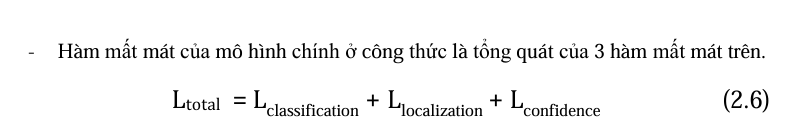 - Hàm mất mát của mô hình chính ở công thức là tổng quát của 3 hàm mất mát trên.
Ltotal = Lclassification + Llocalization + Lconfidence (2.6)